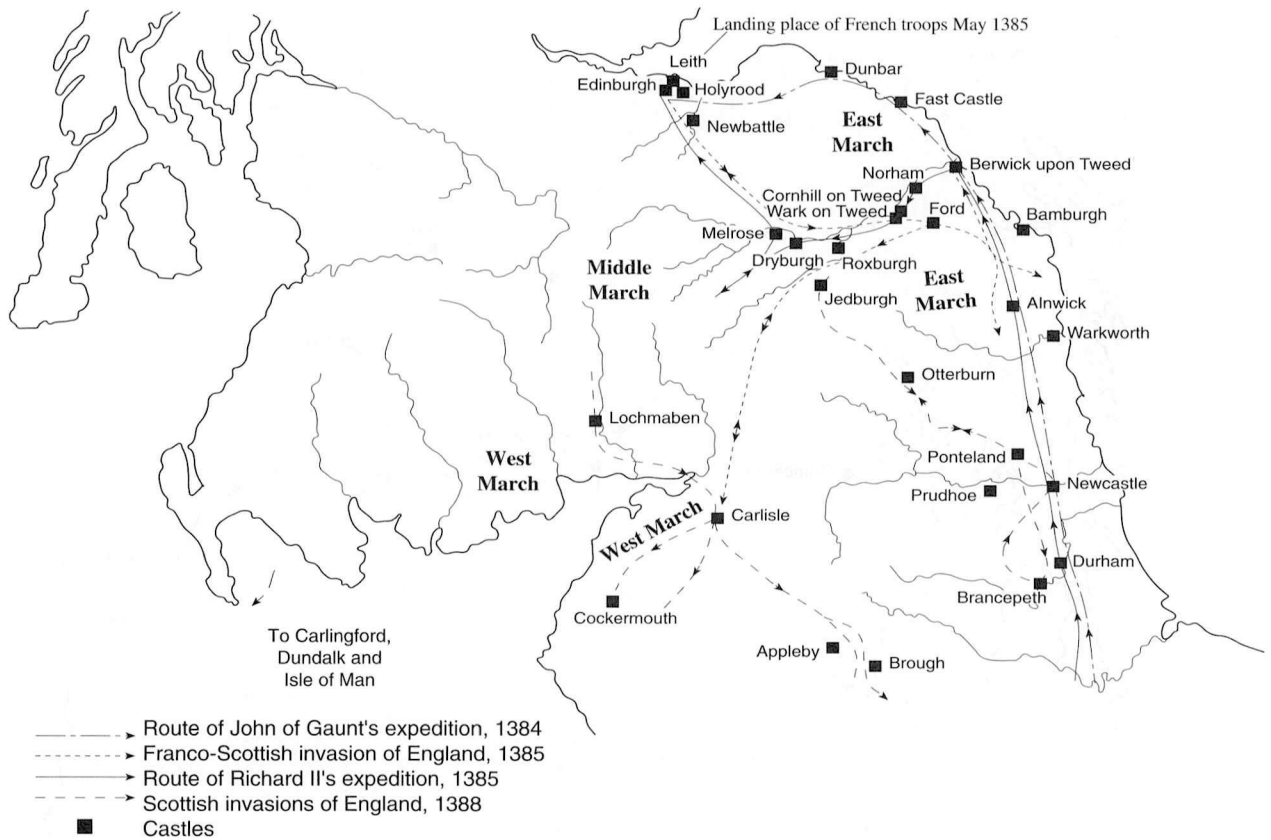 Landing place of French troops May 1385
Leith
Dunbar
Edinburgh
Holyrood
Fast Castle
Newbattle
East
March
Berwick upon Tweed
Norham
Cornhill on Tweed
Wark on Tweed
Ford
Bamburgh
Melrose
Dryburgh
Roxburgh
Middle
March
East
March
Jedburgh
Alnwick
Warkworth
Otterburn
Lochmaben
West
March
Ponteland
Newcastle
Prudhoe
Carlisle
West March
Durham
Brancepeth
Cockermouth
To Carlingford,
Dundalk and
Isle of Man
Appleby
Brough
Route of John of Gaunt's expedition, 1384
Franco-Scottish invasion of England, 1385
Route of Richard II's expedition, 1385
Scottish invasions of England, 1388
Castles